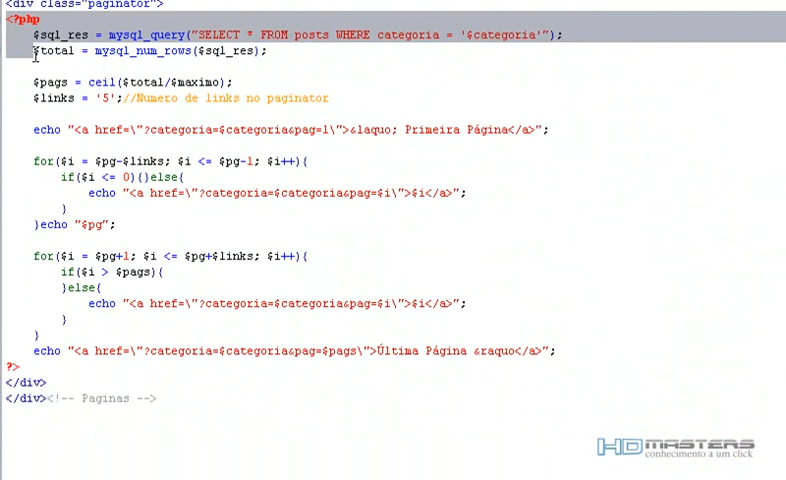 <div class="paginator">
<?php
$sql_res = mysql_query("SELECT * FROM posts WHERE categoria = '$categoria'");
$total = mysql_num_rows($sql_res);
$pags = ceil($total/$maximo);
$links = '5';//Numero de links no paginator
echo "<a href=\"?categoria=$categoria&pag=1\">&laquo; Primeira Página</a>";
for($i = $pg-$links; $i <= $pg-1; $i++){
if($i <= 0){}else{
echo "<a href=\"?categoria=$categoria&pag=$i\">$i</a>";
}
}echo "$pg";
for($i = $pg+1; $i <= $pg+$links; $i++){
if($i > $pags){
}else{
echo "<a href=\"?categoria=$categoria&pag=$i\">$i</a>";
}
}
echo "<a href=\"?categoria=$categoria&pag=$pags\">Última Página &raquo</a>";
?>
</div>
</div><!-- Paginas -->
HDMASTERS
conhecimento a um click